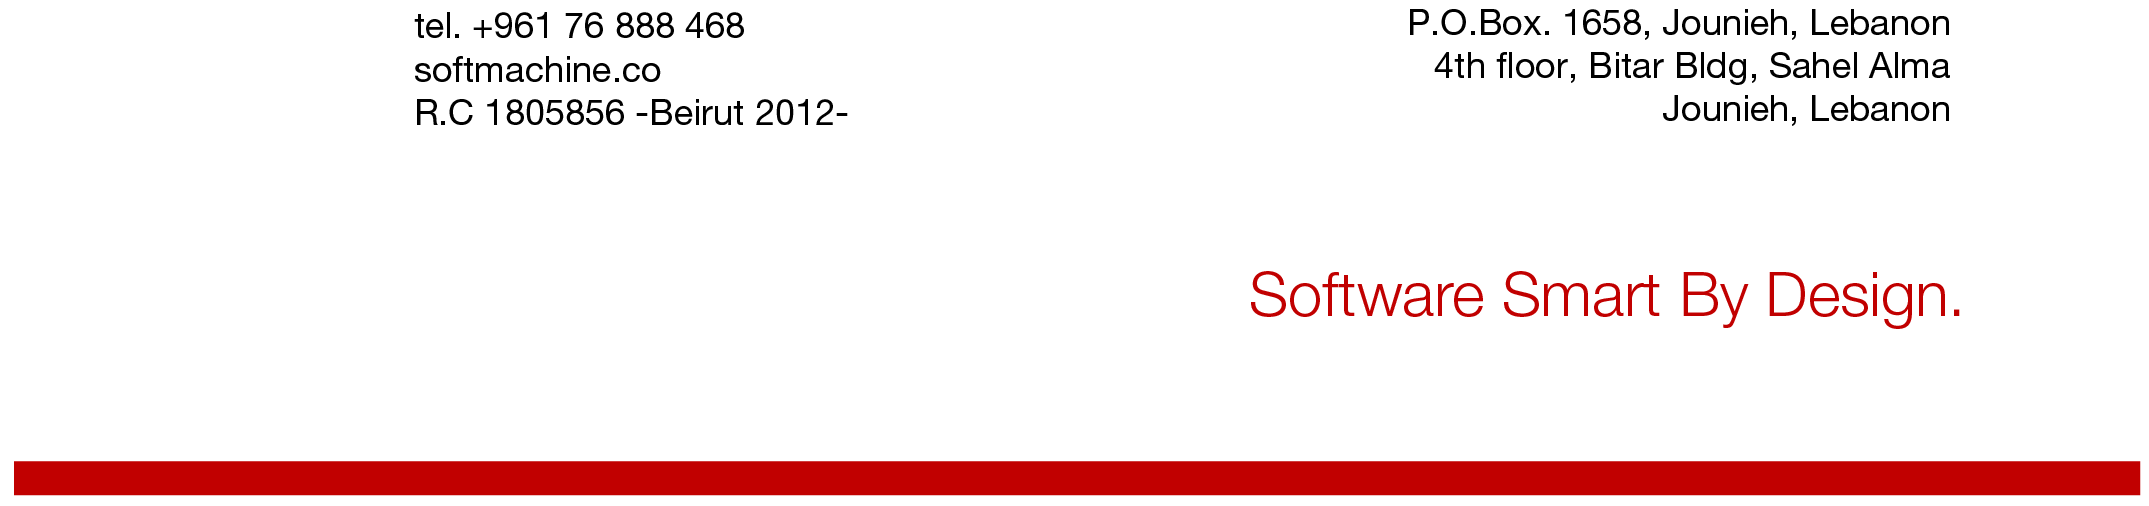 tel. +961 76 888 468
softmachine.co
R.C 1805856 -Beirut 2012-
P.O.Box. 1658, Jounieh, Lebanon
4th floor, Bitar Bldg, Sahel Alma
Jounieh, Lebanon
Software Smart By Design.